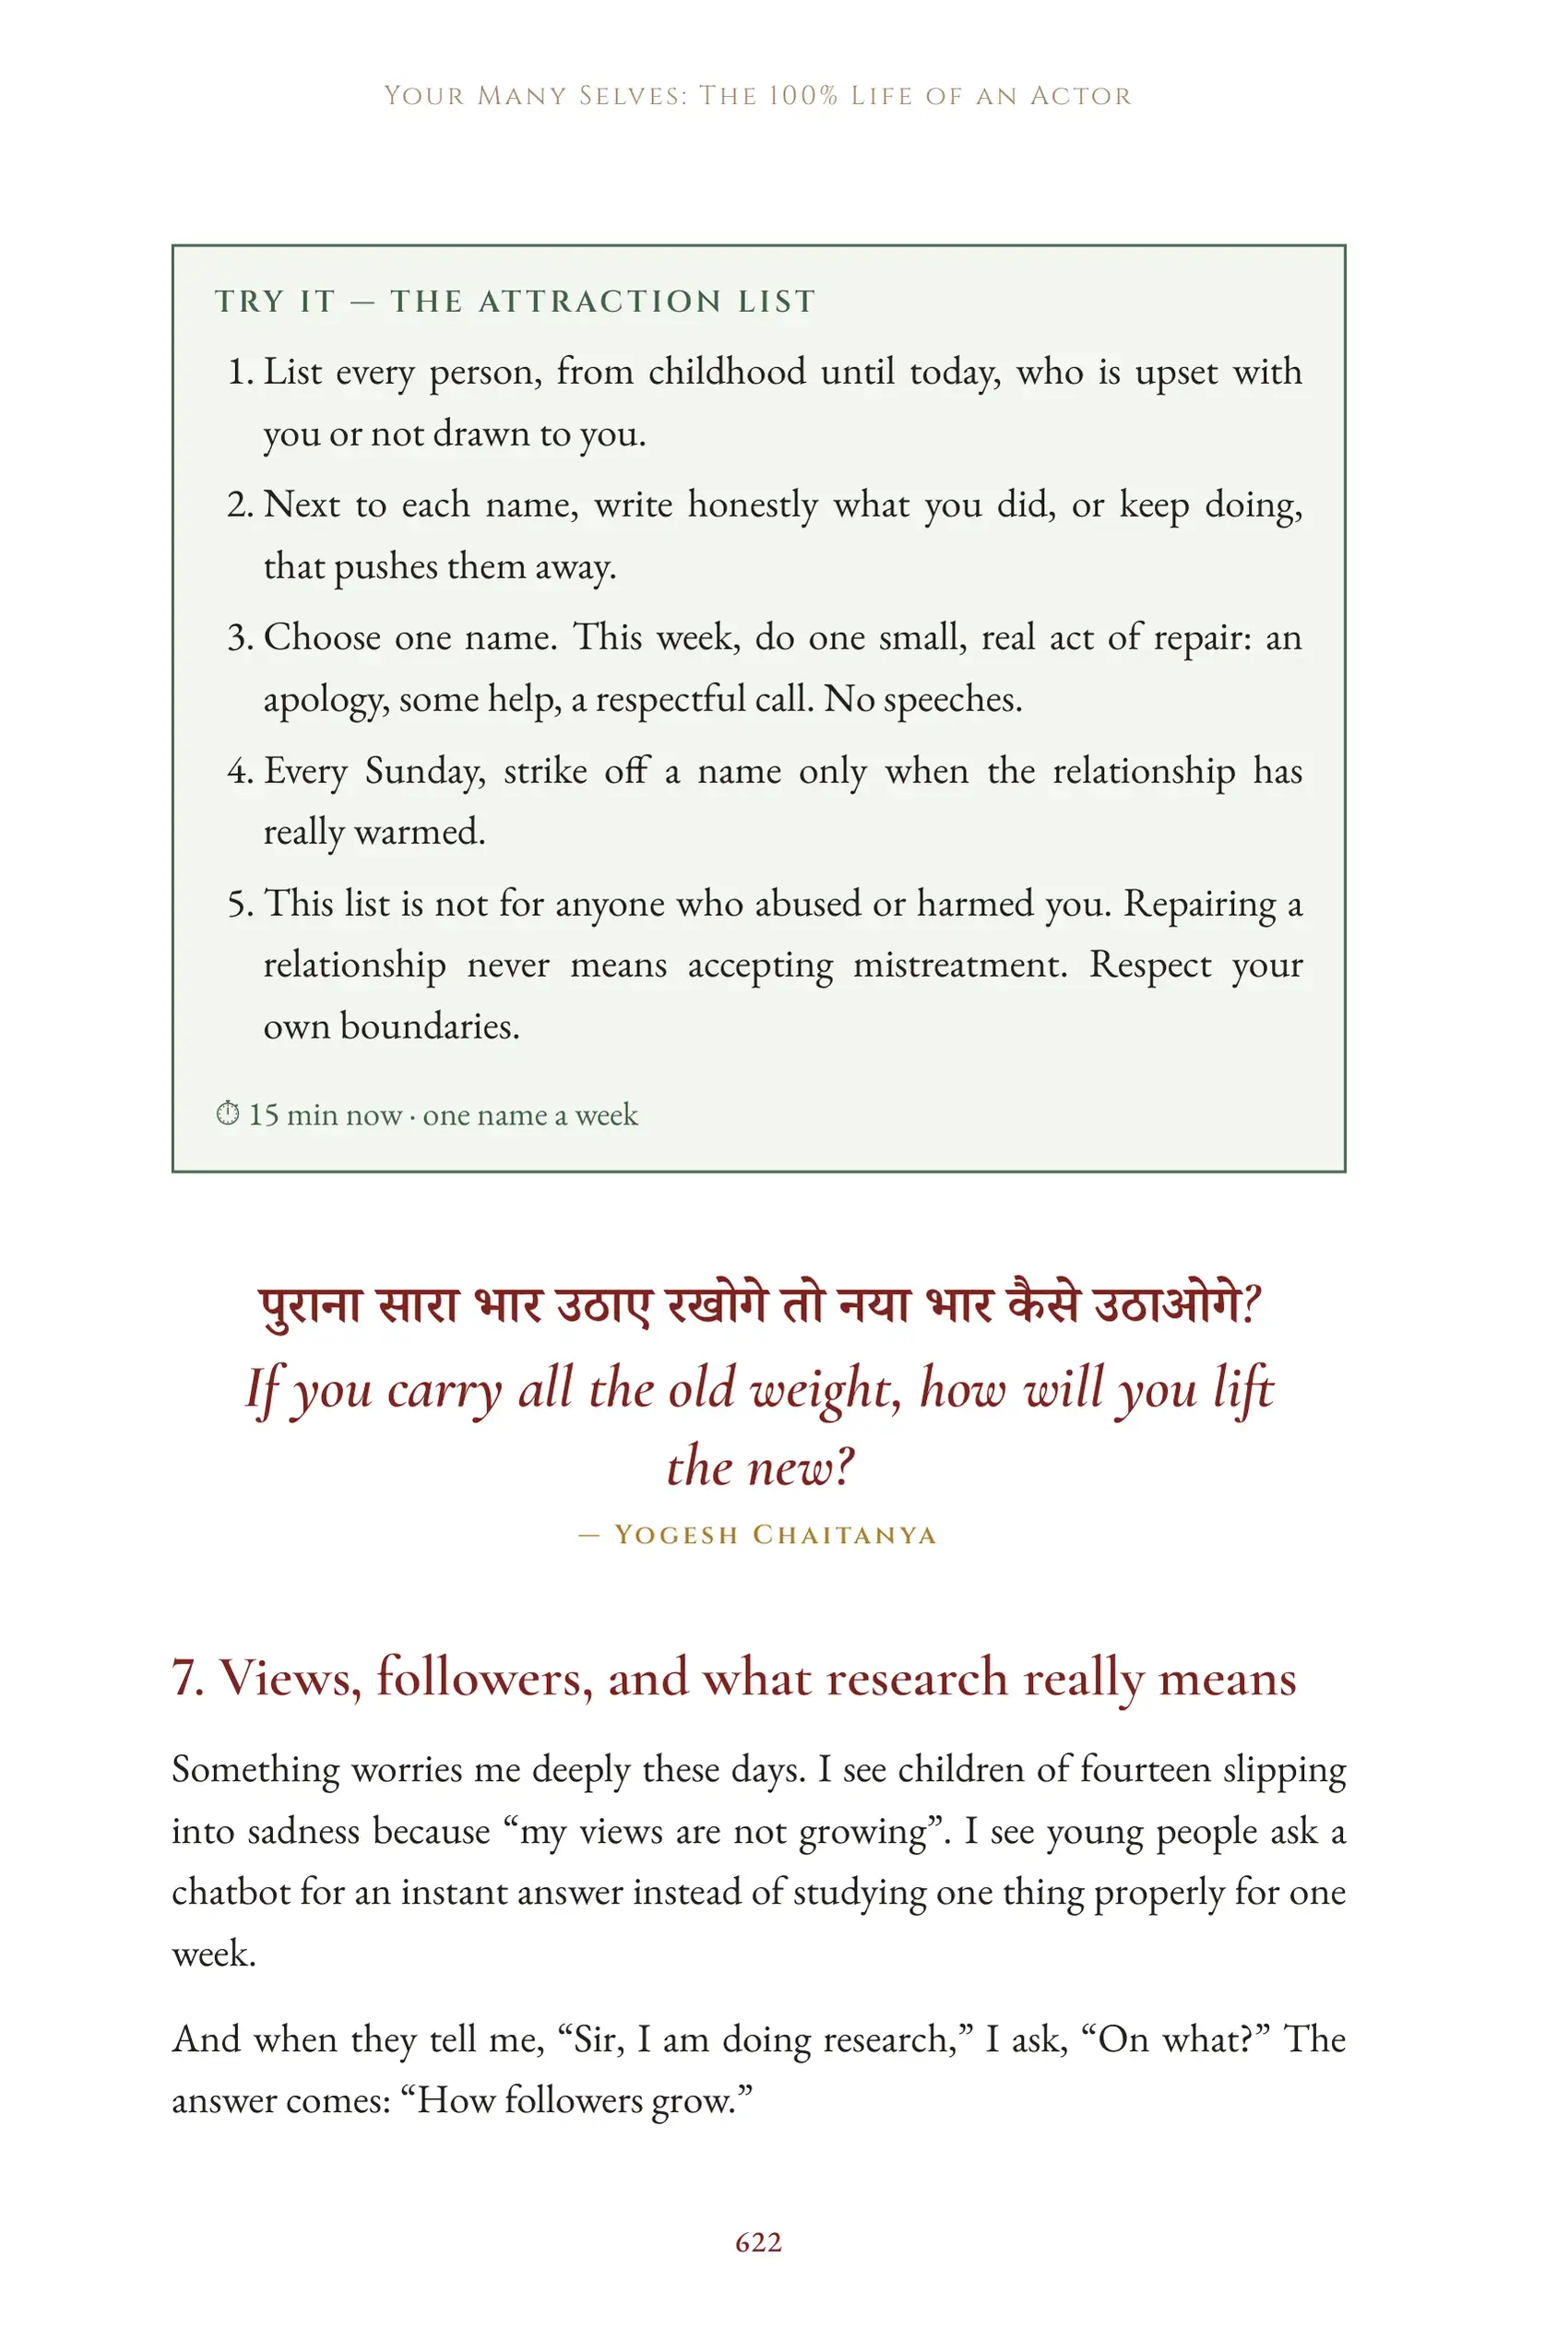 Your Many Selves: The 100% Life of an Actor
TRY IT — THE ATTRACTION LIST
1. List every person, from childhood until today, who is upset with
you or not drawn to you.
2. Next to each name, write honestly what you did, or keep doing,
that pushes them away.
3. Choose one name. This week, do one small, real act of repair: an
apology, some help, a respectful call. No speeches.
4. Every Sunday, strike off a name only when the relationship has
really warmed.
5. This list is not for anyone who abused or harmed you. Repairing a
relationship never means accepting mistreatment. Respect your
own boundaries.
⏱ 15 min now · one name a week
पुराना सारा भार उठाए रखोगे तो नया भार कैसे उठाओगे?
If you carry all the old weight, how will you lift
the new?
— Yogesh Chaitanya
7. Views, followers, and what research really means
Something worries me deeply these days. I see children of fourteen slipping
into sadness because “my views are not growing”. I see young people ask a
chatbot for an instant answer instead of studying one thing properly for one
week.
And when they tell me, “Sir, I am doing research,” I ask, “On what?” The
answer comes: “How followers grow.”
622